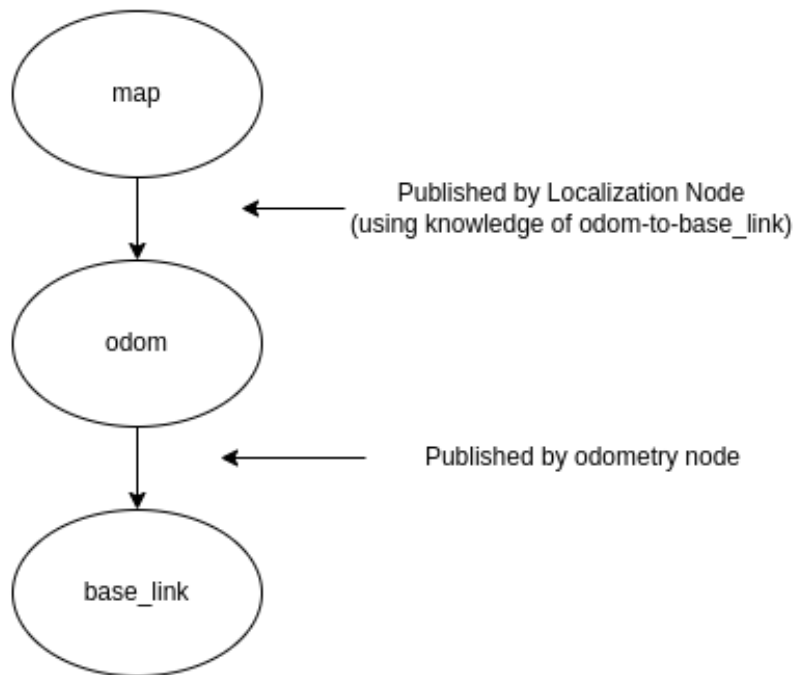 map
Published by Localization Node
(using knowledge of odom-to-base_link)
odom
Published by odometry node
base_link